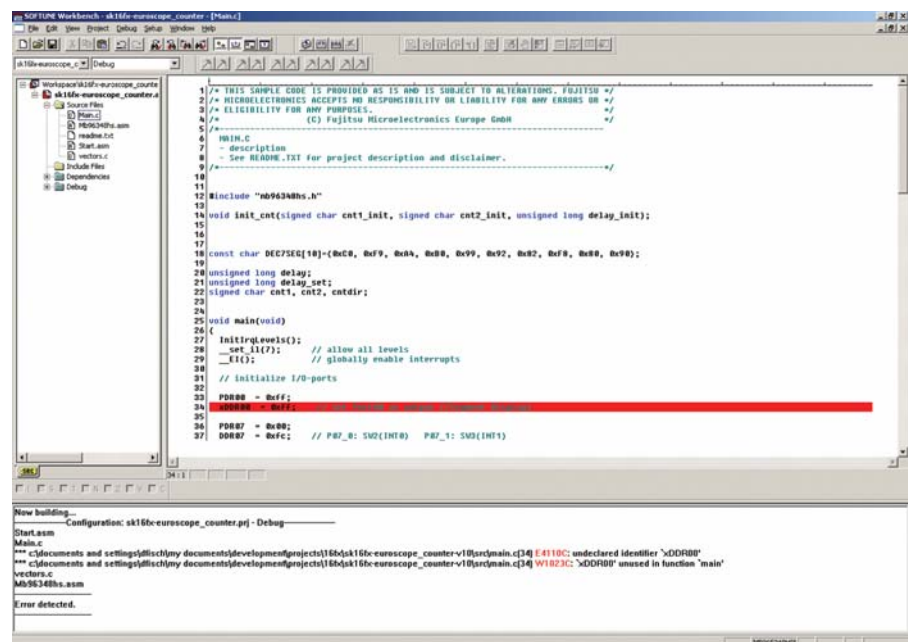 SOFTUNE Workbench - sk16fx-euroscope_counter - [Main.c]
File Edit View Project Debug Setup Window Help
sk16fx-euroscope_c Debug
Workspace'sk16fx-euroscope_counte
sk16fx-euroscope_counter.a
Source Files
Main.c
Mb96348hs.asm
readme.txt
Start.asm
vectors.c
Include Files
Dependencies
Debug
1 /* THIS SAMPLE CODE IS PROVIDED AS IS AND IS SUBJECT TO ALTERATIONS. FUJITSU */
2 /* MICROELECTRONICS ACCEPTS NO RESPONSIBILITY OR LIABILITY FOR ANY ERRORS OR */
3 /* ELIGIBILITY FOR ANY PURPOSES. */
4 /* (C) Fujitsu Microelectronics Europe GmbH */
5 /*---------------------------------------------------------------
6 MAIN.C
7 - description
8 - See README.TXT for project description and disclaimer.
9 /*---------------------------------------------------------------*/
10
11
12 #include "mb96348hs.h"
13
14 void init_cnt(signed char cnt1_init, signed char cnt2_init, unsigned long delay_init);
15
16
17
18 const char DEC7SEG[10]={0xC0, 0xF9, 0xA4, 0xB0, 0x99, 0x92, 0x82, 0xF8, 0x80, 0x90};
19
20 unsigned long delay;
21 unsigned long delay_set;
22 signed char cnt1, cnt2, cntdir;
23
24
25 void main(void)
26 {
27 InitIrqLevels();
28 __set_il(7); // allow all levels
29 __EI(); // globally enable interrupts
30
31 // initialize I/O-ports
32
33 PDR00 = 0xff;
34 xDDR00 = 0xff;
35
36 PDR07 = 0x00;
37 DDR07 = 0xfc; // P07_0: SW2(INT0) P07_1: SW3(INT1)
SRC
34:1
Now building...
--------------------Configuration: sk16fx-euroscope_counter.prj - Debug--------------------
Start.asm
Main.c
*** c:\documents and settings\dfisch\my documents\development\projects\16fx\sk16fx-euroscope_counter-v10\src\main.c(34) E4110C: undeclared identifier `xDDR00'
*** c:\documents and settings\dfisch\my documents\development\projects\16fx\sk16fx-euroscope_counter-v10\src\main.c(34) W1023C: `xDDR00' unused in function `main'
vectors.c
Mb96348hs.asm
--------------------
Error detected.
--------------------